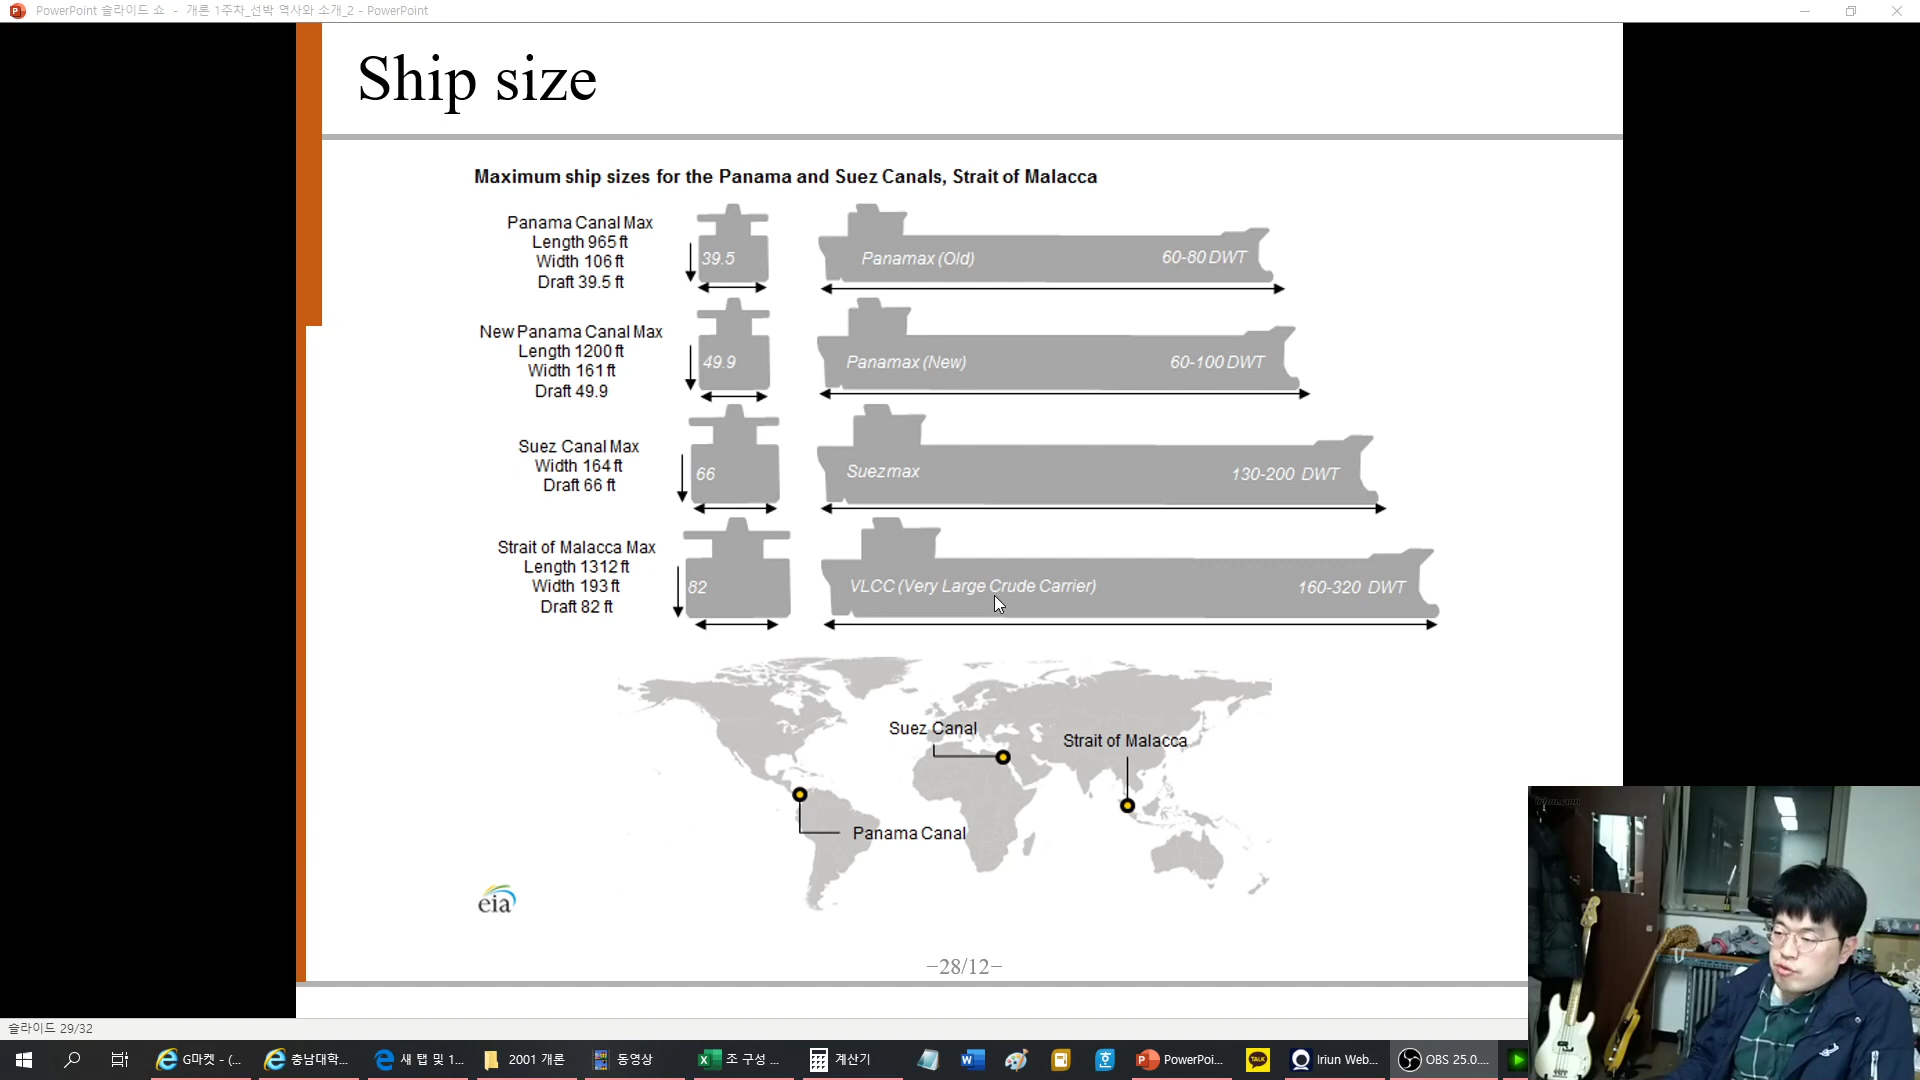 PowerPoint 슬라이드 쇼 - 개론 1주차_선박 역사와 소개_2 - PowerPoint
Ship size
Maximum ship sizes for the Panama and Suez Canals, Strait of Malacca
Panama Canal Max
Length 965 ft
Width 106 ft
Draft 39.5 ft
39.5
Panamax (Old)
60-80 DWT
New Panama Canal Max
Length 1200 ft
Width 161 ft
Draft 49.9
49.9
Panamax (New)
60-100 DWT
Suez Canal Max
Width 164 ft
Draft 66 ft
66
Suezmax
130-200 DWT
Strait of Malacca Max
Length 1312 ft
Width 193 ft
Draft 82 ft
82
VLCC (Very Large Crude Carrier)
160-320 DWT
Suez Canal
Strait of Malacca
Panama Canal
eia
−28/12−
슬라이드 29/32
G마켓 - (...
충남대학...
새 탭 및 1...
2001 개론
동영상
조 구성 ...
계산기
PowerPoi...
TALK
Iriun Web...
OBS 25.0....